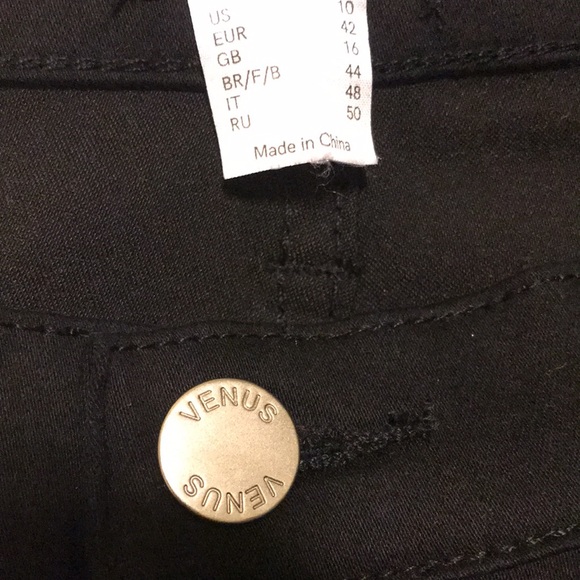 US 10
EUR 42
GB 16
BR/F/B 44
IT 48
RU 50
Made in China
VENUS
VENUS